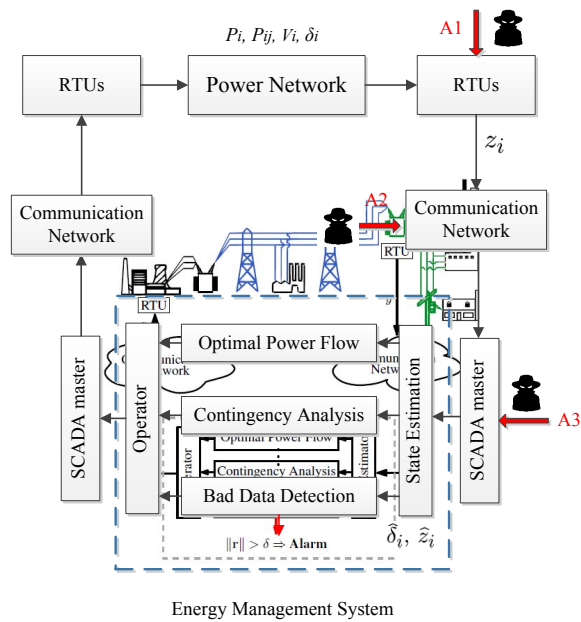 Pi, Pij, Vi, δi
A1
RTUs
Power Network
RTUs
zi
A2
Communication
Network
Communication
Network
RTU
RTU
y
Optimal Power Flow
Network
Network
SCADA master
Operator
Contingency Analysis
State Estimation
SCADA master
A3
Optimal Power Flow
Contingency Analysis
Bad Data Detection
‖r‖ > δ ⇒ Alarm
δ̂i, ẑi
Energy Management System